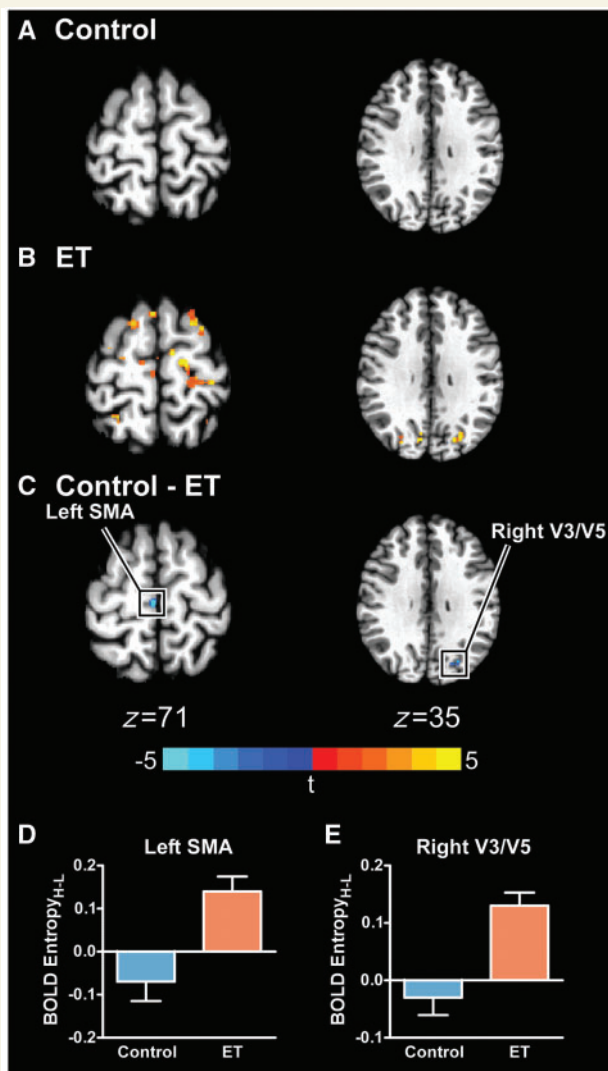 A Control
B ET
C Control - ET
Left SMA
Right V3/V5
z=71 z=35
-5 5
t
D Left SMA
BOLD Entropy H-L
0.2
0.1
0.0
-0.1
-0.2
Control ET
E Right V3/V5
BOLD Entropy H-L
0.2
0.1
0.0
-0.1
Control ET